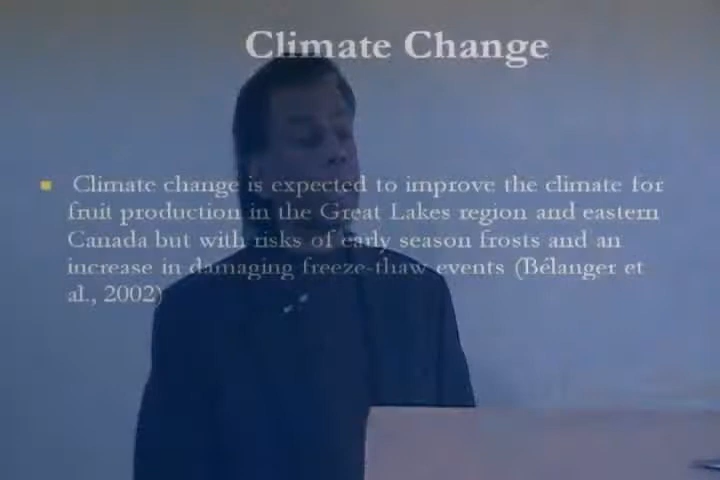 Climate Change
Climate change is expected to improve the climate for
fruit production in the Great Lakes region and eastern
Canada but with risks of early season frosts and an
increase in damaging freeze-thaw events (Bélanger et
al., 2002)